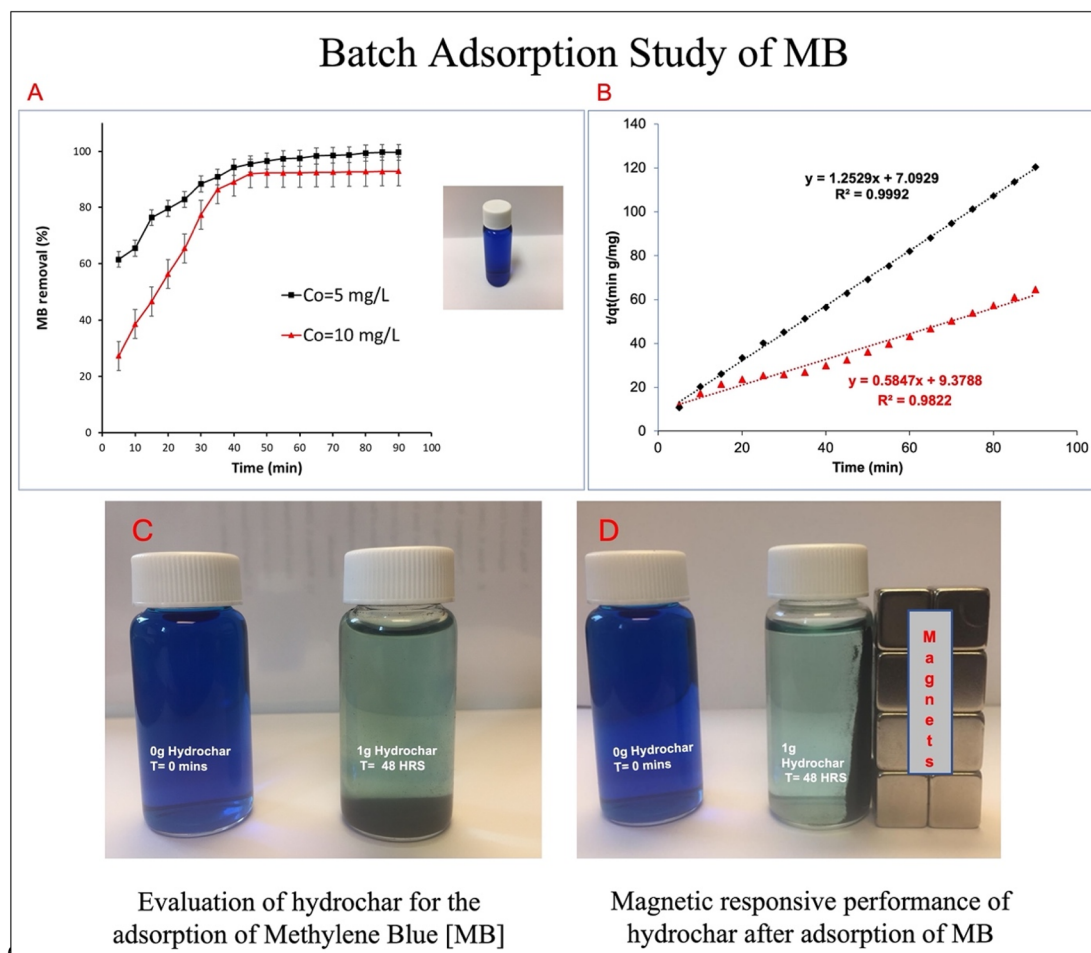 Batch Adsorption Study of MB
A
MB removal (%)
100
80
60
40
20
0
0 10 20 30 40 50 60 70 80 90 100
Time (min)
Co=5 mg/L
Co=10 mg/L
B
t/qt(min g/mg)
140
120
100
80
60
40
20
0
0 20 40 60 80 100
Time (min)
y = 1.2529x + 7.0929
R² = 0.9992
y = 0.5847x + 9.3788
R² = 0.9822
C
0g Hydrochar
T= 0 mins
1g Hydrochar
T= 48 HRS
D
0g Hydrochar
T= 0 mins
1g
Hydrochar
T= 48 HRS
Magnets
Evaluation of hydrochar for the
adsorption of Methylene Blue [MB]
Magnetic responsive performance of
hydrochar after adsorption of MB